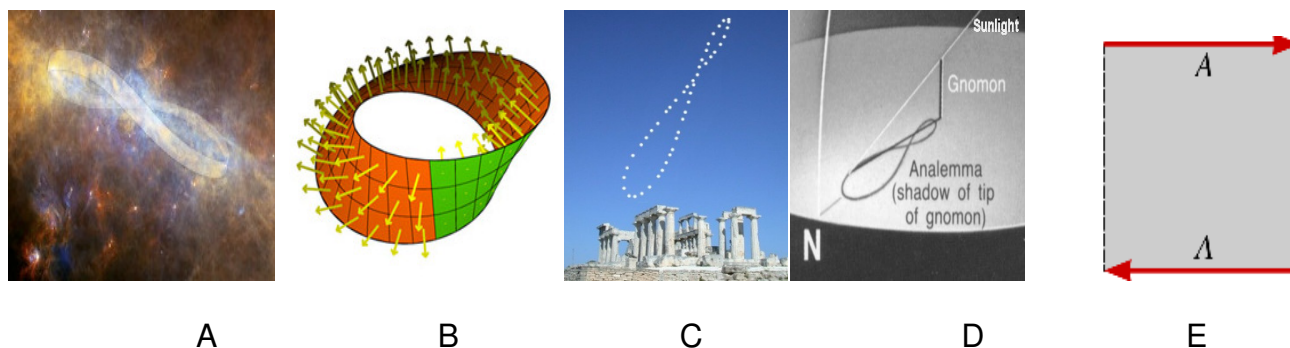 Sunlight
Gnomon
Analemma
(shadow of tip
of gnomon)
N
A
Λ
A B C D E